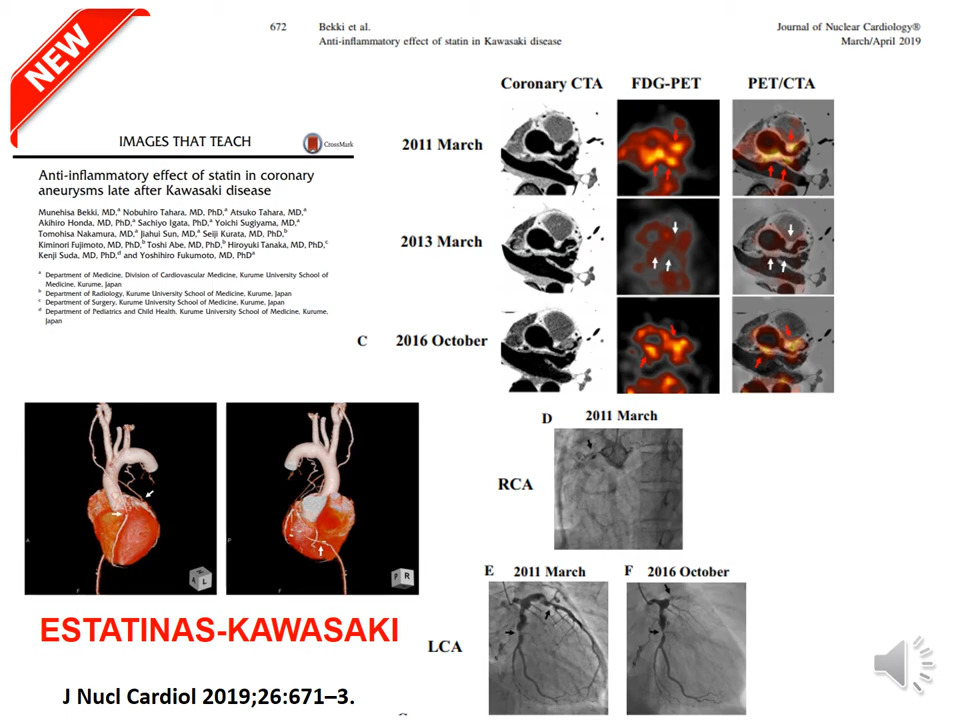 NEW
672
Bekki et al.
Anti-inflammatory effect of statin in Kawasaki disease
Journal of Nuclear Cardiology®
March/April 2019
IMAGES THAT TEACH
CrossMark
Anti-inflammatory effect of statin in coronary
aneurysms late after Kawasaki disease
Munehisa Bekki, MD,a Nobuhiro Tahara, MD, PhD,a Atsuko Tahara, MD,a
Akihiro Honda, MD, PhD,a Sachiyo Igata, PhD,a Yoichi Sugiyama, MD,a
Tomohisa Nakamura, MD,a Jiahui Sun, MD,a Seiji Kurata, MD, PhD,b
Kiminori Fujimoto, MD, PhD,b Toshi Abe, MD, PhD,b Hiroyuki Tanaka, MD, PhD,c
Kenji Suda, MD, PhD,d and Yoshihiro Fukumoto, MD, PhDa
a Department of Medicine, Division of Cardiovascular Medicine, Kurume University School of
Medicine, Kurume, Japan
b Department of Radiology, Kurume University School of Medicine, Kurume, Japan
c Department of Surgery, Kurume University School of Medicine, Kurume, Japan
d Department of Pediatrics and Child Health, Kurume University School of Medicine, Kurume,
Japan
Coronary CTA
FDG-PET
PET/CTA
2011 March
2013 March
C
2016 October
D
2011 March
RCA
E
2011 March
F
2016 October
LCA
A
F
A L
P
F
P R
ESTATINAS-KAWASAKI
J Nucl Cardiol 2019;26:671–3.